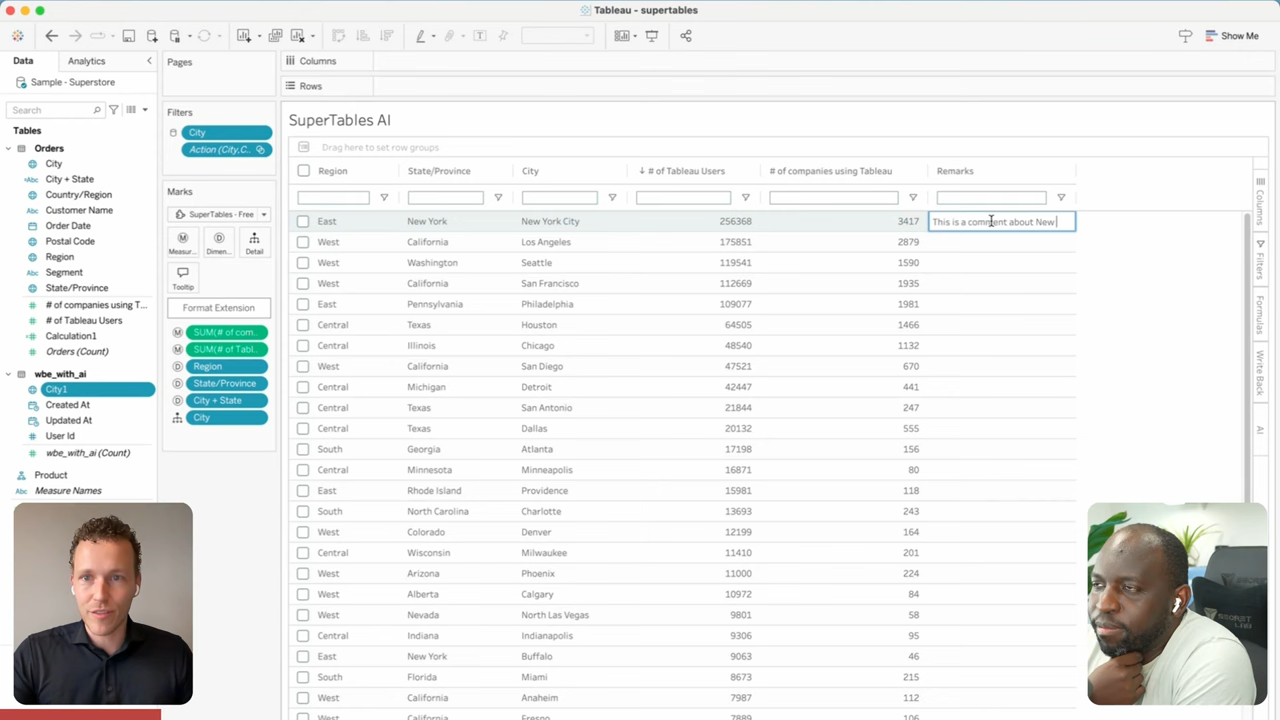 Tableau - supertables
Show Me
Data
Analytics
Pages
Columns
Rows
Sample - Superstore
Search
Tables
Orders
City
City + State
Country/Region
Customer Name
Order Date
Postal Code
Region
Segment
State/Province
# of companies using T...
# of Tableau Users
Calculation1
Orders (Count)
wbe_with_ai
City1
Created At
Updated At
User Id
wbe_with_ai (Count)
Product
Abc Measure Names
Filters
City
Action (City,C..
Marks
SuperTables - Free
Measur...
Dimen...
Detail
Tooltip
Format Extension
M SUM(# of com..
M SUM(# of Tabl..
D Region
D State/Province
D City + State
City
SuperTables AI
Drag here to set row groups
Region State/Province City ↓ # of Tableau Users # of companies using Tableau Remarks
East New York New York City 256368 3417 This is a comment about New
West California Los Angeles 175851 2879
West Washington Seattle 119541 1590
West California San Francisco 112669 1935
East Pennsylvania Philadelphia 109077 1981
Central Texas Houston 64505 1466
Central Illinois Chicago 48540 1132
West California San Diego 47521 670
Central Michigan Detroit 42447 441
Central Texas San Antonio 21844 247
Central Texas Dallas 20132 555
South Georgia Atlanta 17198 156
Central Minnesota Minneapolis 16871 80
East Rhode Island Providence 15981 118
South North Carolina Charlotte 13693 243
West Colorado Denver 12199 164
Central Wisconsin Milwaukee 11410 201
West Arizona Phoenix 11000 224
West Alberta Calgary 10972 84
West Nevada North Las Vegas 9801 58
Central Indiana Indianapolis 9306 95
East New York Buffalo 9063 46
South Florida Miami 8673 215
West California Anaheim 7987 112
West California Fresno 7889 106
Columns
Filters
Formulas
Write Back
AI